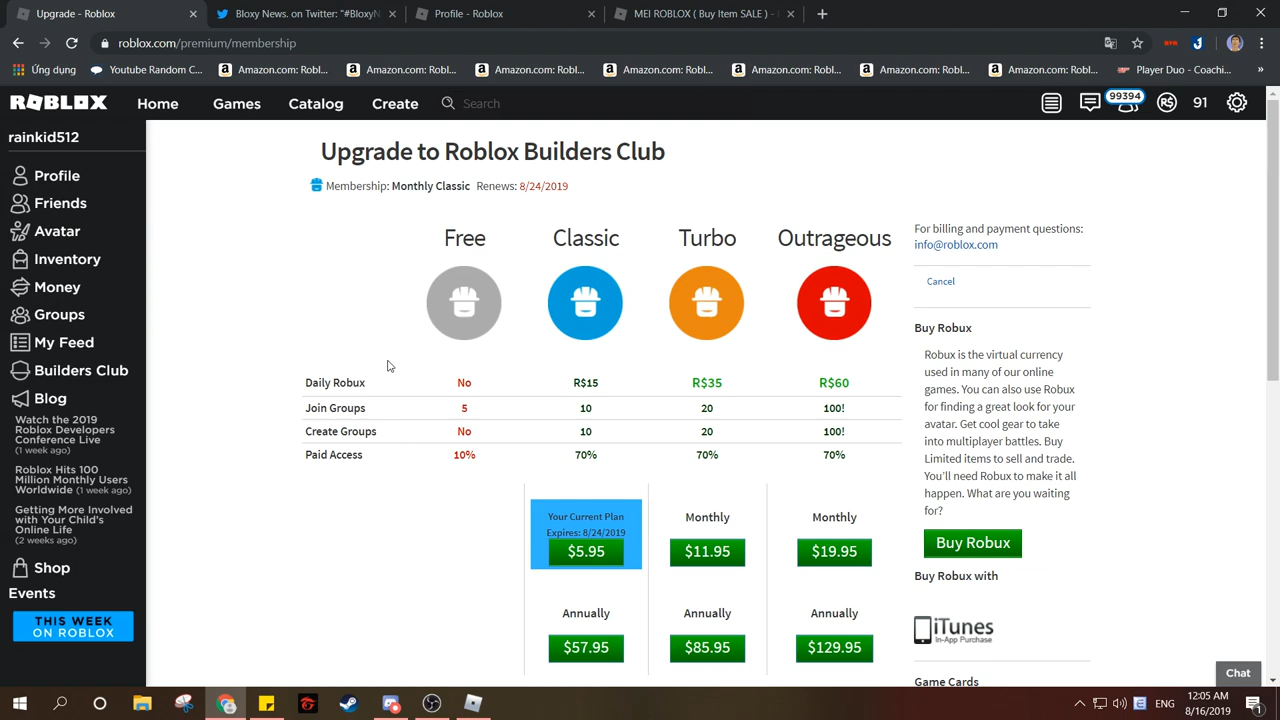 Upgrade - Roblox
Bloxy News. on Twitter: "#BloxyN
Profile - Roblox
MEI ROBLOX ( Buy Item SALE ) -
roblox.com/premium/membership
Ứng dụng
Youtube Random C...
Amazon.com: Robl...
Amazon.com: Robl...
Amazon.com: Robl...
Amazon.com: Robl...
Amazon.com: Robl...
Amazon.com: Robl...
Amazon.com: Robl...
Player Duo - Coachi...
»
ROBLOX
Home
Games
Catalog
Create
Search
99394
91
rainkid512
Profile
Friends
Avatar
Inventory
Money
Groups
My Feed
Builders Club
Blog
Watch the 2019
Roblox Developers
Conference Live
(1 week ago)
Roblox Hits 100
Million Monthly Users
Worldwide (1 week ago)
Getting More Involved
with Your Child's
Online Life
(2 weeks ago)
Shop
Events
THIS WEEK
ON ROBLOX
Upgrade to Roblox Builders Club
Membership: Monthly Classic Renews: 8/24/2019
Free Classic Turbo Outrageous
Daily Robux No R$15 R$35 R$60
Join Groups 5 10 20 100!
Create Groups No 10 20 100!
Paid Access 10% 70% 70% 70%
Your Current Plan
Expires: 8/24/2019
$5.95
Monthly
$11.95
Monthly
$19.95
Annually
$57.95
Annually
$85.95
Annually
$129.95
For billing and payment questions:
info@roblox.com
Cancel
Buy Robux
Robux is the virtual currency
used in many of our online
games. You can also use Robux
for finding a great look for your
avatar. Get cool gear to take
into multiplayer battles. Buy
Limited items to sell and trade.
You'll need Robux to make it all
happen. What are you waiting
for?
Buy Robux
Buy Robux with
iTunes
In-App Purchase
Game Cards
Chat
ENG
12:05 AM
8/16/2019
1